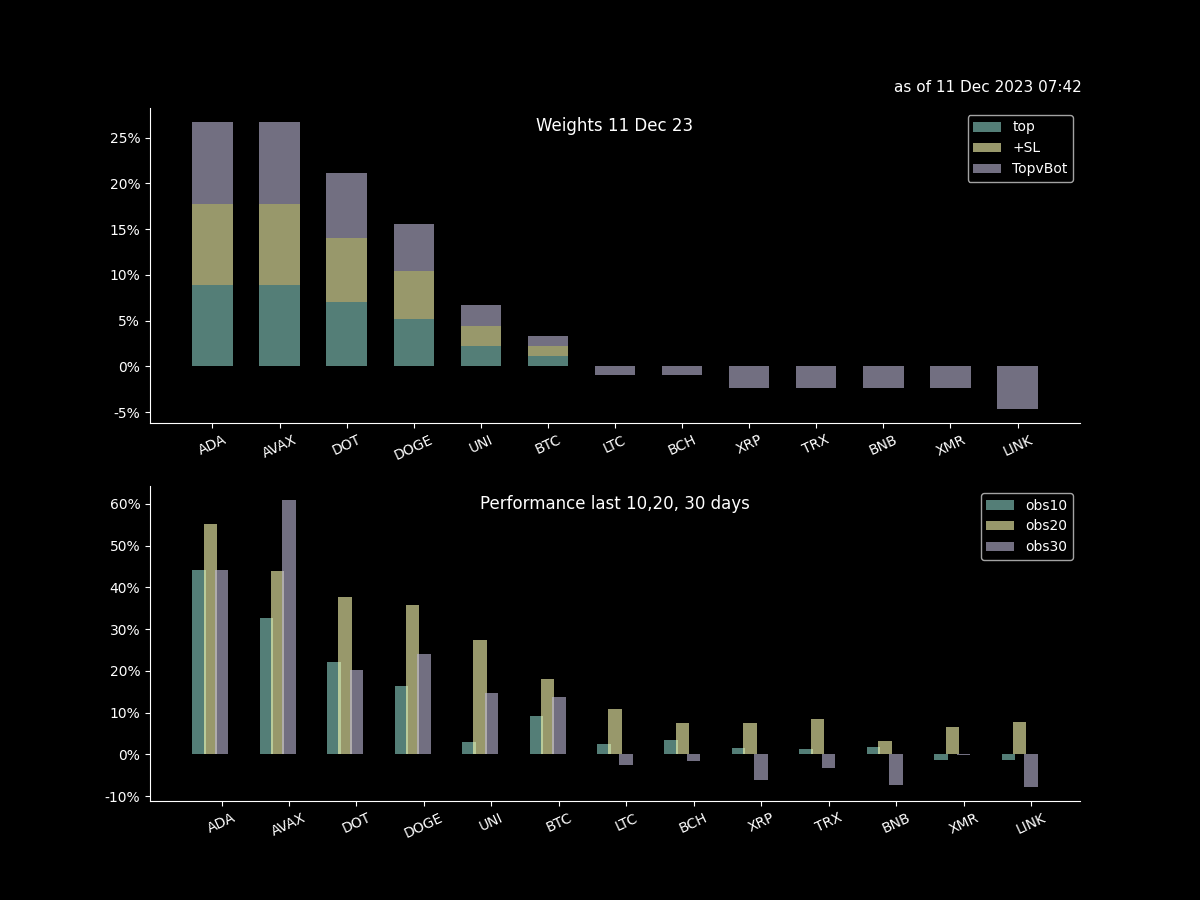 as of 11 Dec 2023 07:42
Weights 11 Dec 23
top
+SL
TopvBot
25%
20%
15%
10%
5%
0%
-5%
ADA AVAX DOT DOGE UNI BTC LTC BCH XRP TRX BNB XMR LINK
Performance last 10,20, 30 days
obs10
obs20
obs30
60%
50%
40%
30%
20%
10%
0%
-10%
ADA AVAX DOT DOGE UNI BTC LTC BCH XRP TRX BNB XMR LINK